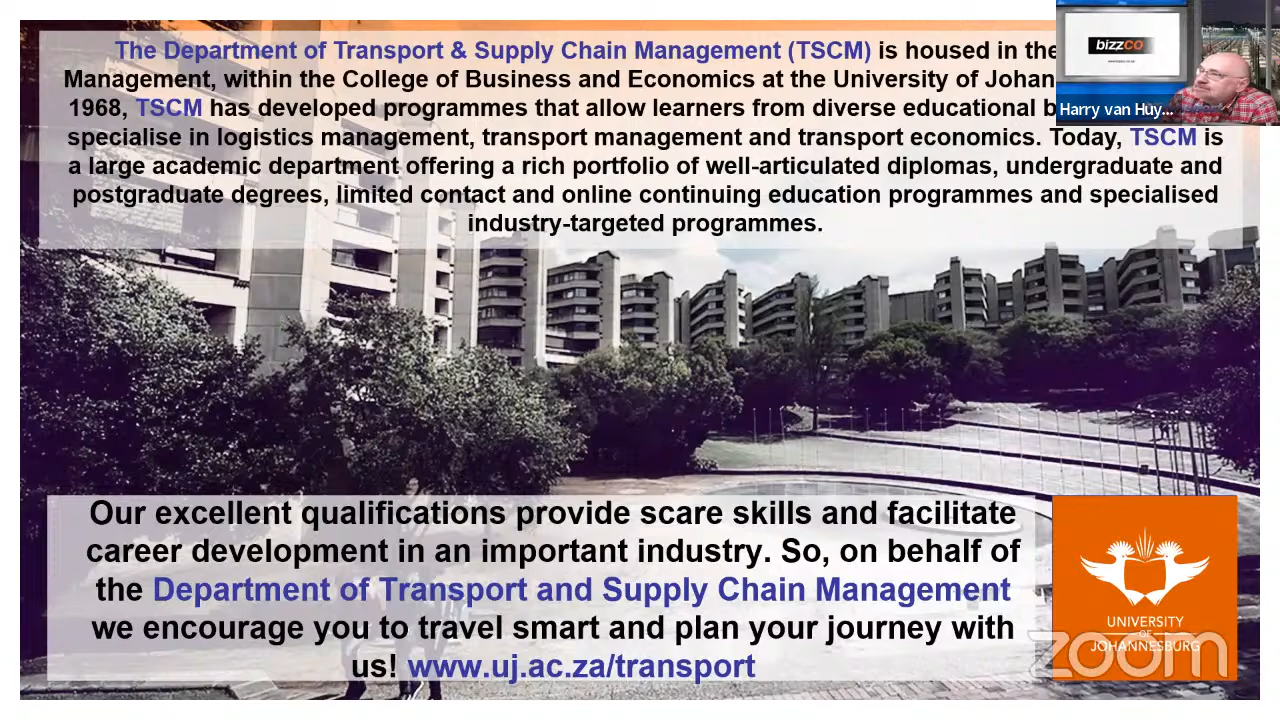 The Department of Transport & Supply Chain Management (TSCM) is housed in the
Management, within the College of Business and Economics at the University of Johan
1968, TSCM has developed programmes that allow learners from diverse educational b
specialise in logistics management, transport management and transport economics. Today, TSCM is
a large academic department offering a rich portfolio of well-articulated diplomas, undergraduate and
postgraduate degrees, limited contact and online continuing education programmes and specialised
industry-targeted programmes.
bizzco
Harry van Huy...
Our excellent qualifications provide scare skills and facilitate
career development in an important industry. So, on behalf of
the Department of Transport and Supply Chain Management
we encourage you to travel smart and plan your journey with
us! www.uj.ac.za/transport
UNIVERSITY
OF
JOHANNESBURG
zoom